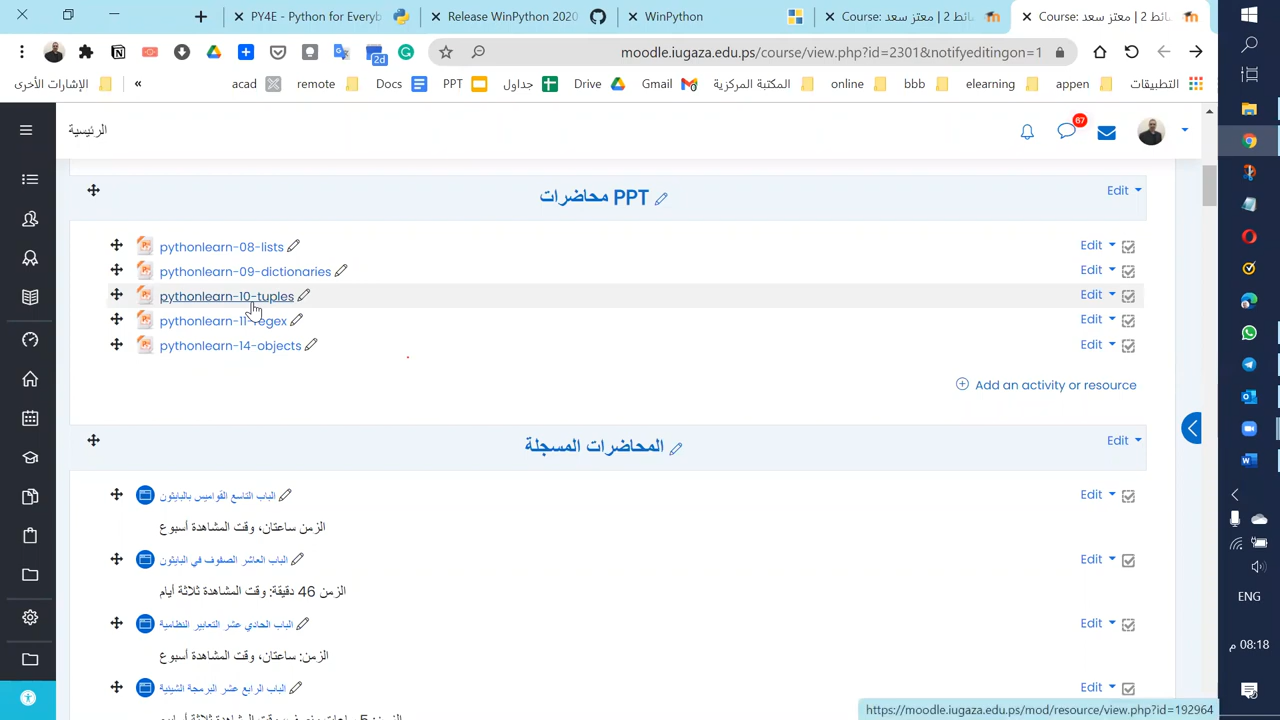 PY4E - Python for Everyb
Release WinPython 2020
WinPython
Course: معتز سعد | 2 سائط
Course: معتز سعد | 2 سائط
2d
moodle.iugaza.edu.ps/course/view.php?id=23018&notifyeditingon=1
الإشارات الأخرى
«
acad
remote
Docs
PPT
جداول
Drive
Gmail
المكتبة المركزية
online
bbb
elearning
appen
التطبيقات
الرئيسية
67
محاضرات PPT
Edit
pythonlearn-08-lists
Edit
pythonlearn-09-dictionaries
Edit
pythonlearn-10-tuples
Edit
pythonlearn-11-regex
Edit
pythonlearn-14-objects
Edit
Add an activity or resource
المحاضرات المسجلة
Edit
الباب التاسع القواميس بالبايثون
Edit
الزمن ساعتان، وقت المشاهدة أسبوع
الباب العاشر الصفوف في البايثون
Edit
الزمن 46 دقيقة: وقت المشاهدة ثلاثة أيام
الباب الحادي عشر التعابير النظامية
Edit
الزمن: ساعتان، وقت المشاهدة أسبوع
الباب الرابع عشر البرمجة الشيئية
Edit
https://moodle.iugaza.edu.ps/mod/resource/view.php?id=192964
ENG
08:18 م